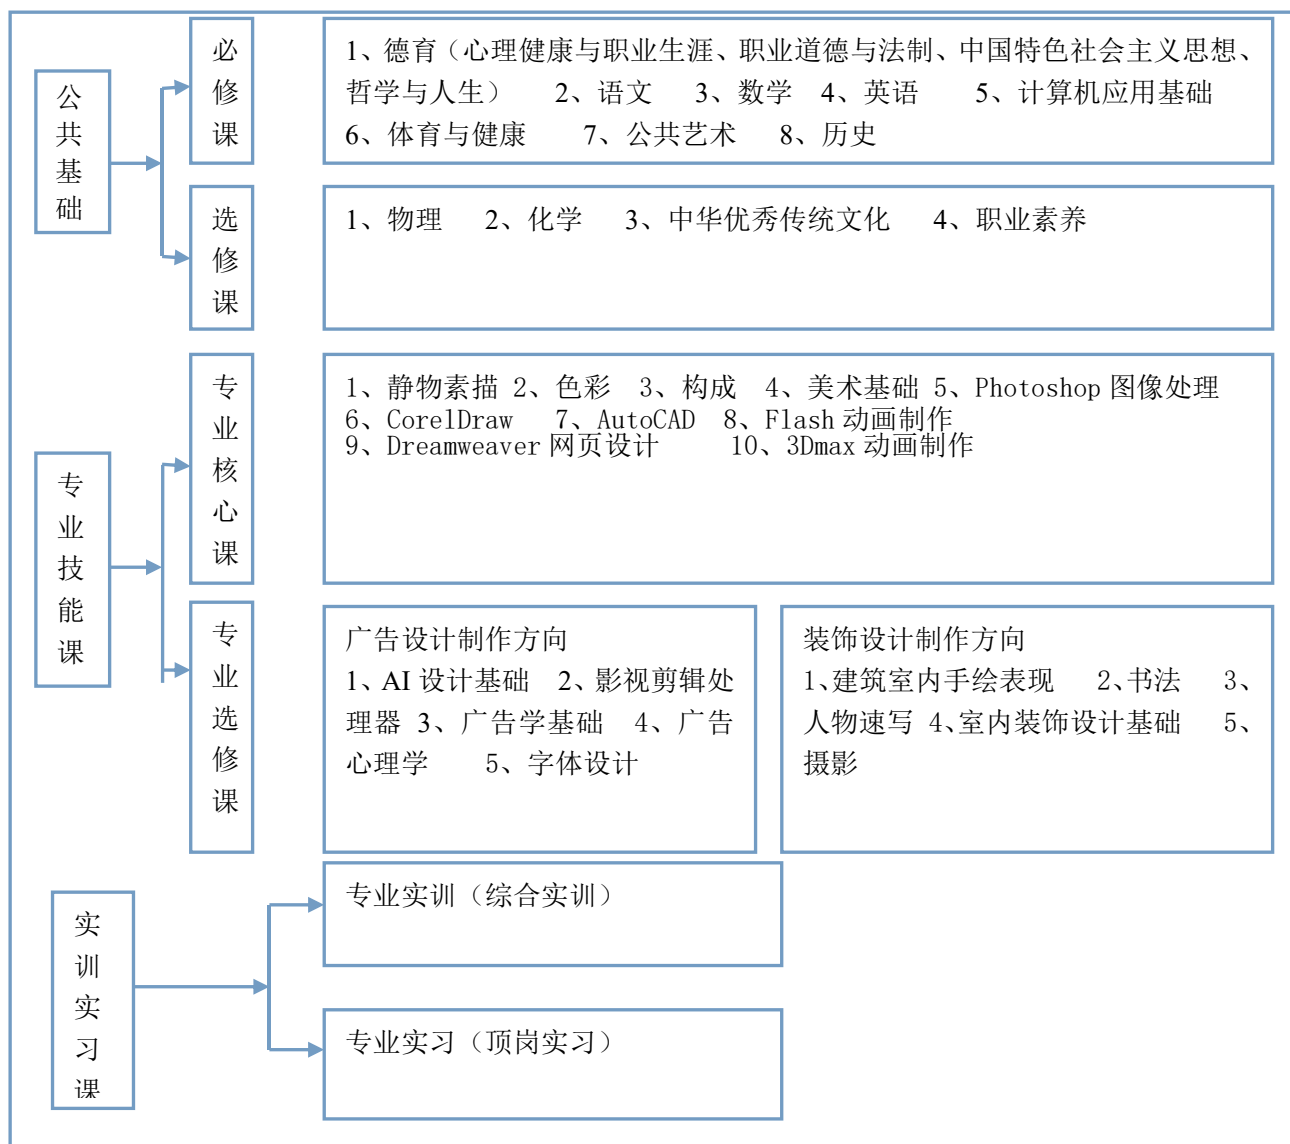 公共基础
必修课
1、德育（心理健康与职业生涯、职业道德与法制、中国特色社会主义思想、
哲学与人生） 2、语文 3、数学 4、英语 5、计算机应用基础
6、体育与健康 7、公共艺术 8、历史
选修课
1、物理 2、化学 3、中华优秀传统文化 4、职业素养
专业技能课
专业核心课
1、静物素描 2、色彩 3、构成 4、美术基础 5、Photoshop 图像处理
6、CorelDraw 7、AutoCAD 8、Flash 动画制作
9、Dreamweaver 网页设计 10、3Dmax 动画制作
专业选修课
广告设计制作方向
1、AI 设计基础 2、影视剪辑处
理器 3、广告学基础 4、广告
心理学 5、字体设计
装饰设计制作方向
1、建筑室内手绘表现 2、书法 3、
人物速写 4、室内装饰设计基础 5、
摄影
实训实习课
专业实训（综合实训）
专业实习（顶岗实习）